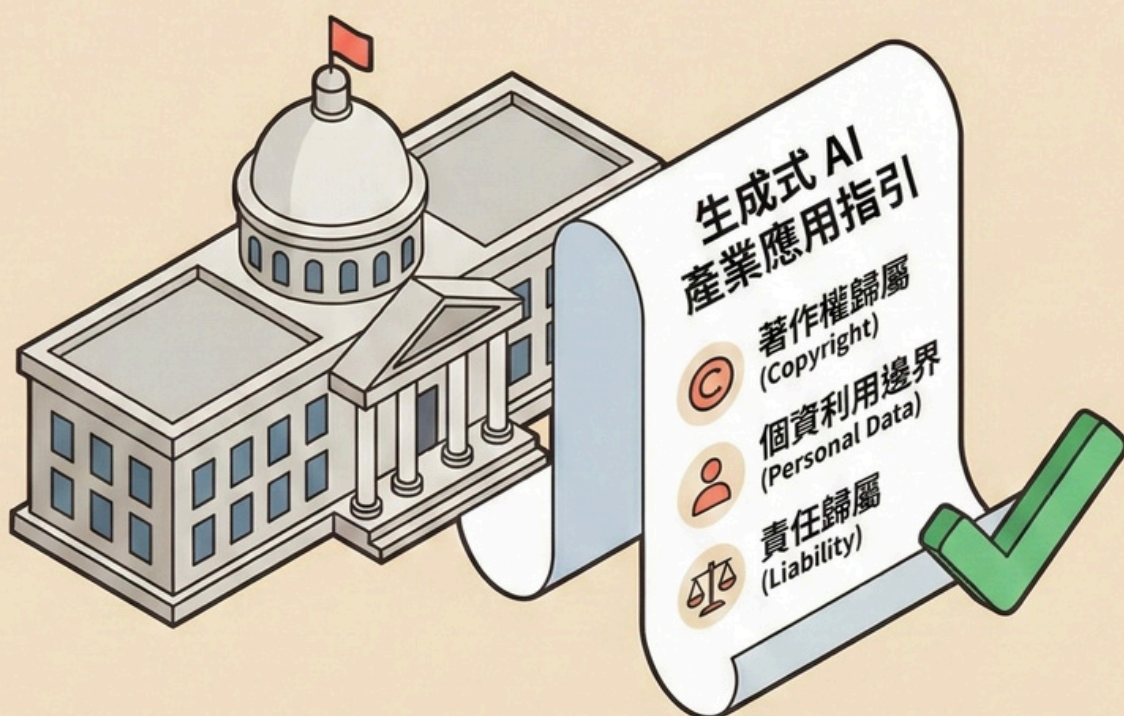 生成式 AI
產業應用指引
著作權歸屬
(Copyright)
個資利用邊界
(Personal Data)
責任歸屬
(Liability)